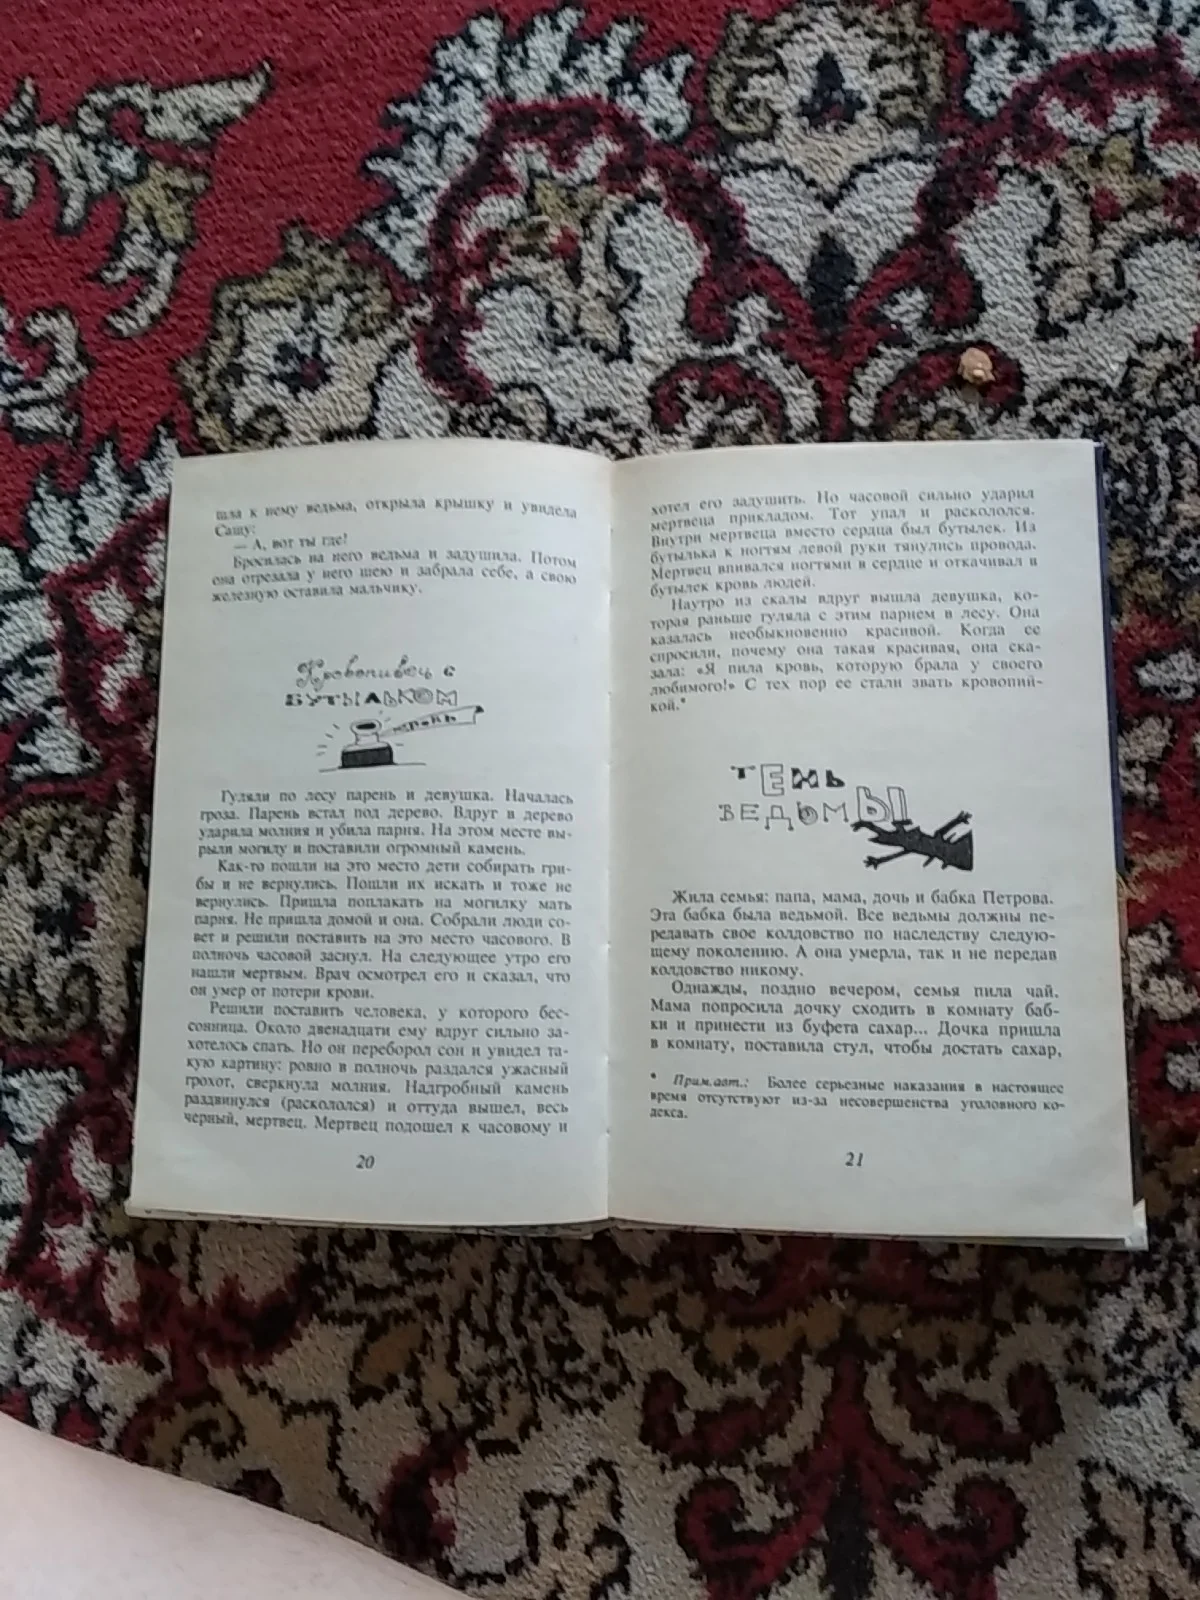 шла к нему ведьма, открыла крышку и увидела
Сашу:
— А, вот ты где!
Бросилась на него ведьма и задушила. Потом
она отрезала у него шею и забрала себе, а свою
железную оставила мальчику.
Кровопивец с
БУТЫЛЬКОМ
кровь
Гуляли по лесу парень и девушка. Началась
гроза. Парень встал под дерево. Вдруг в дерево
ударила молния и убила парня. На этом месте вы-
рыли могилу и поставили огромный камень.
Как-то пошли на это место дети собирать гри-
бы и не вернулись. Пошли их искать и тоже не
вернулись. Пришла поплакать на могилку мать
парня. Не пришла домой и она. Собрали люди со-
вет и решили поставить на это место часового. В
полночь часовой заснул. На следующее утро его
нашли мертвым. Врач осмотрел его и сказал, что
он умер от потери крови.
Решили поставить человека, у которого бес-
сонница. Около двенадцати ему вдруг сильно за-
хотелось спать. Но он переборол сон и увидел та-
кую картину: ровно в полночь раздался ужасный
грохот, сверкнула молния. Надгробный камень
раздвинулся (раскололся) и оттуда вышел, весь
черный, мертвец. Мертвец подошел к часовому и
20
хотел его задушить. Но часовой сильно ударил
мертвеца прикладом. Тот упал и раскололся.
Внутри мертвеца вместо сердца был бутылек. Из
бутылька к ногтям левой руки тянулись провода.
Мертвец впивался ногтями в сердце и откачивал в
бутылек кровь людей.
Наутро из скалы вдруг вышла девушка, ко-
торая раньше гуляла с этим парнем в лесу. Она
казалась необыкновенно красивой. Когда ее
спросили, почему она такая красивая, она ска-
зала: «Я пила кровь, которую брала у своего
любимого!» С тех пор ее стали звать кровопий-
кой.*
ТЕНЬ
ВЕДЬМЫ
Жила семья: папа, мама, дочь и бабка Петрова.
Эта бабка была ведьмой. Все ведьмы должны пе-
редавать свое колдовство по наследству следую-
щему поколению. А она умерла, так и не передав
колдовство никому.
Однажды, поздно вечером, семья пила чай.
Мама попросила дочку сходить в комнату баб-
ки и принести из буфета сахар... Дочка пришла
в комнату, поставила стул, чтобы достать сахар,
* Прим.авт.: Более серьезные наказания в настоящее
время отсутствуют из-за несовершенства уголовного ко-
декса.
21